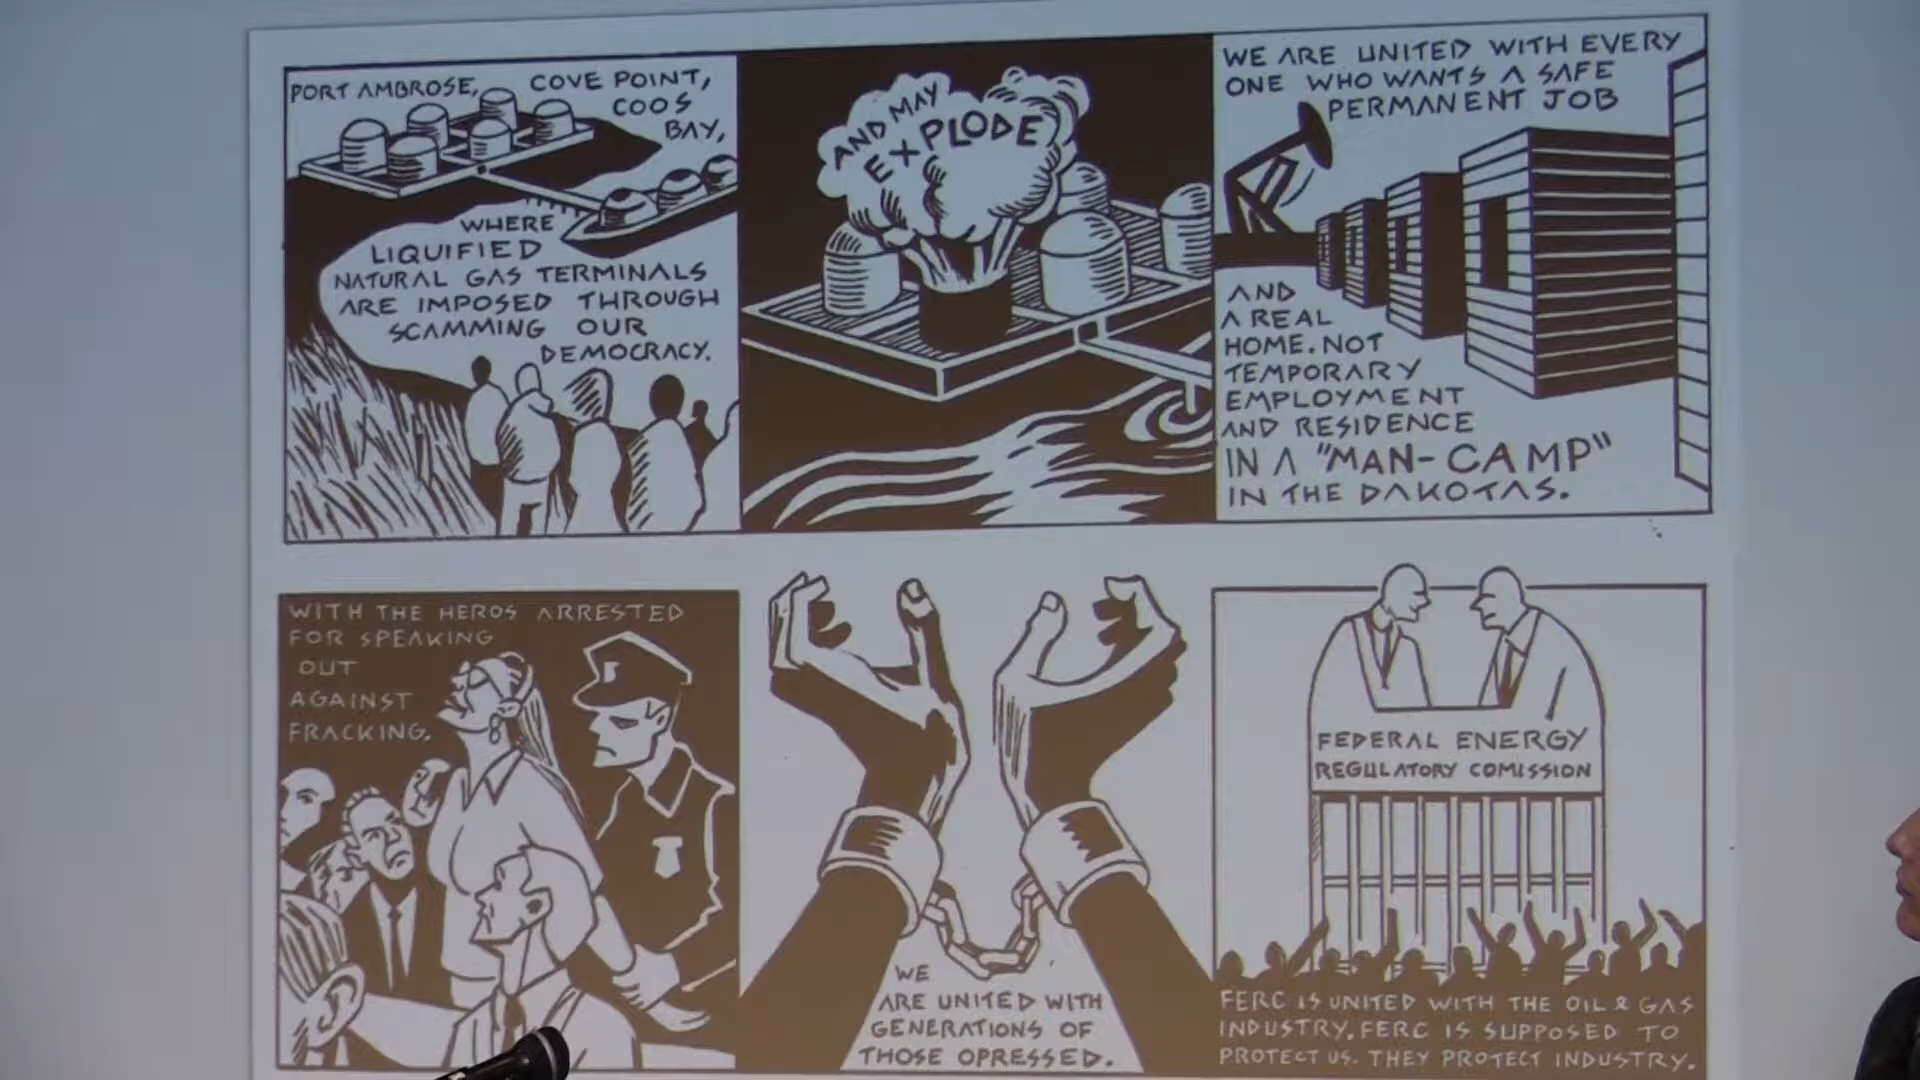 PORT AMBROSE, COVE POINT,
COOS
BAY,
WHERE
LIQUIFIED
NATURAL GAS TERMINALS
ARE IMPOSED THROUGH
SCAMMING OUR
DEMOCRACY.
AND MAY
EXPLODE
WE ARE UNITED WITH EVERY
ONE WHO WANTS A SAFE
PERMANENT JOB
AND
A REAL
HOME. NOT
TEMPORARY
EMPLOYMENT
AND RESIDENCE
IN A "MAN-CAMP"
IN THE DAKOTAS.
WITH THE HEROS ARRESTED
FOR SPEAKING
OUT
AGAINST
FRACKING.
WE
ARE UNITED WITH
GENERATIONS OF
THOSE OPRESSED.
FEDERAL ENERGY
REGULATORY COMISSION
FERC IS UNITED WITH THE OIL & GAS
INDUSTRY. FERC IS SUPPOSED TO
PROTECT US. THEY PROTECT INDUSTRY.